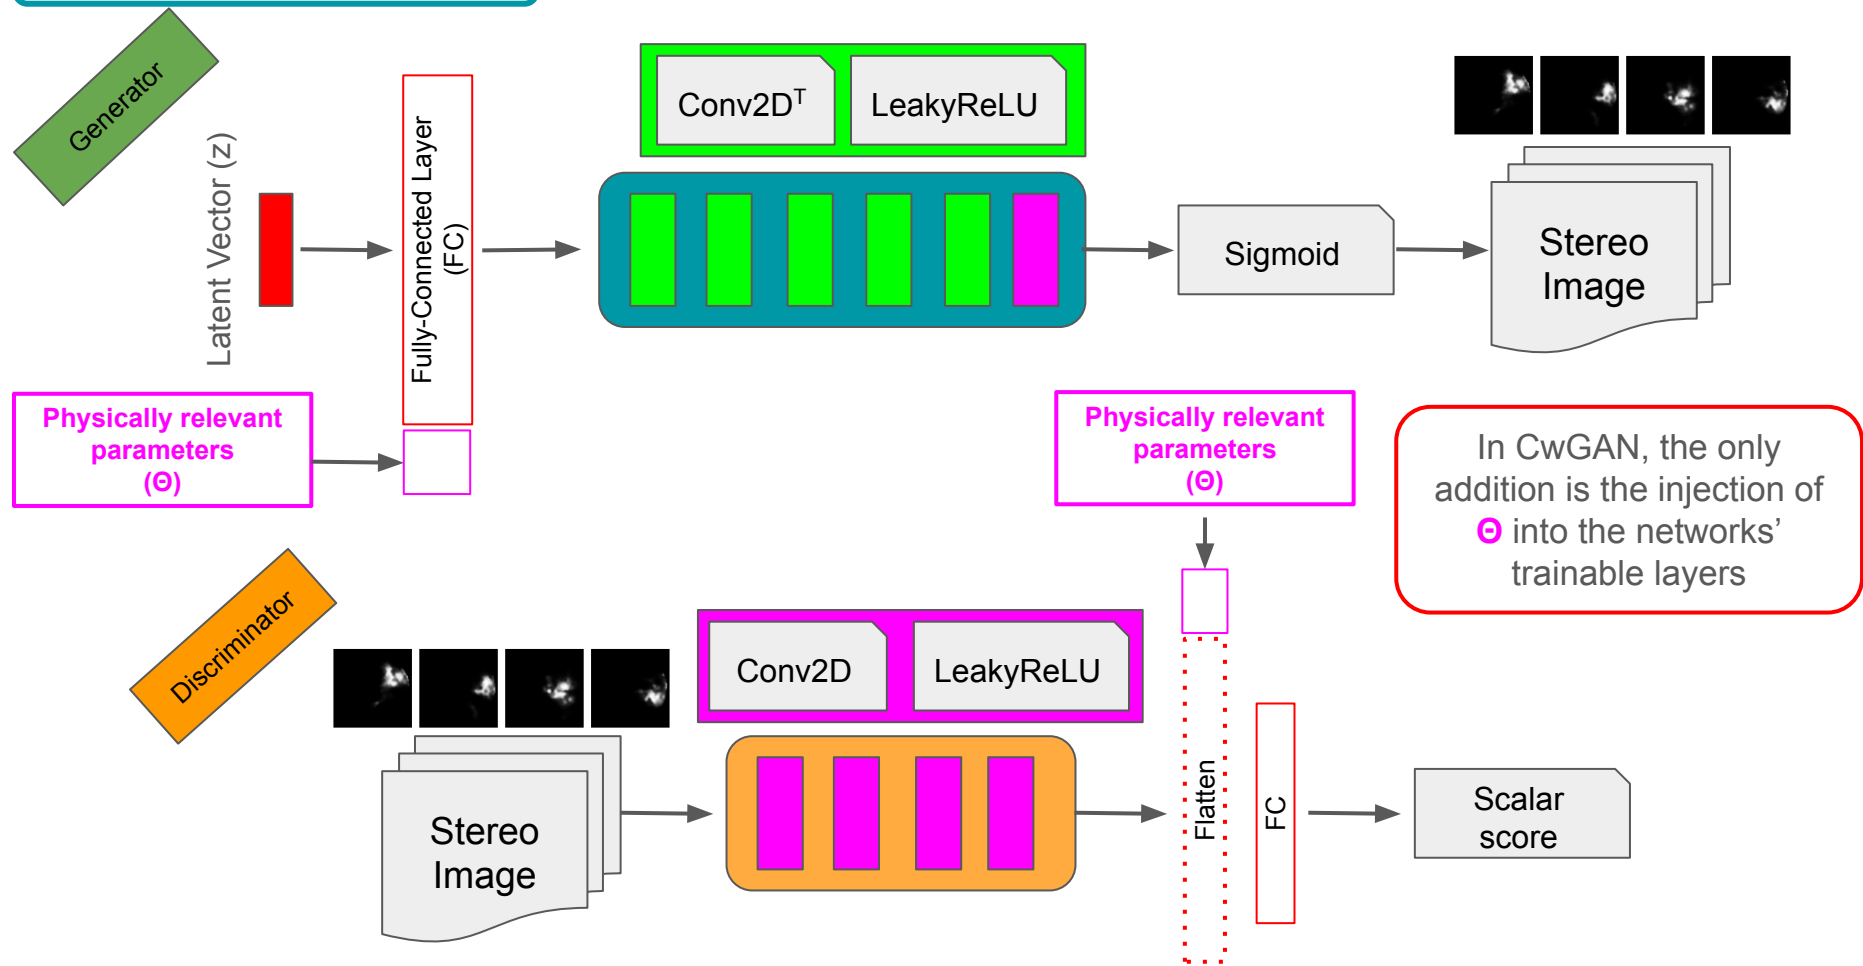 Generator
Latent Vector (z)
Fully-Connected Layer
(FC)
Conv2Dᵀ
LeakyReLU
Sigmoid
Stereo
Image
Physically relevant
parameters
(Θ)
Physically relevant
parameters
(Θ)
In CwGAN, the only
addition is the injection of
Θ into the networks’
trainable layers
Discriminator
Stereo
Image
Conv2D
LeakyReLU
Flatten
FC
Scalar
score